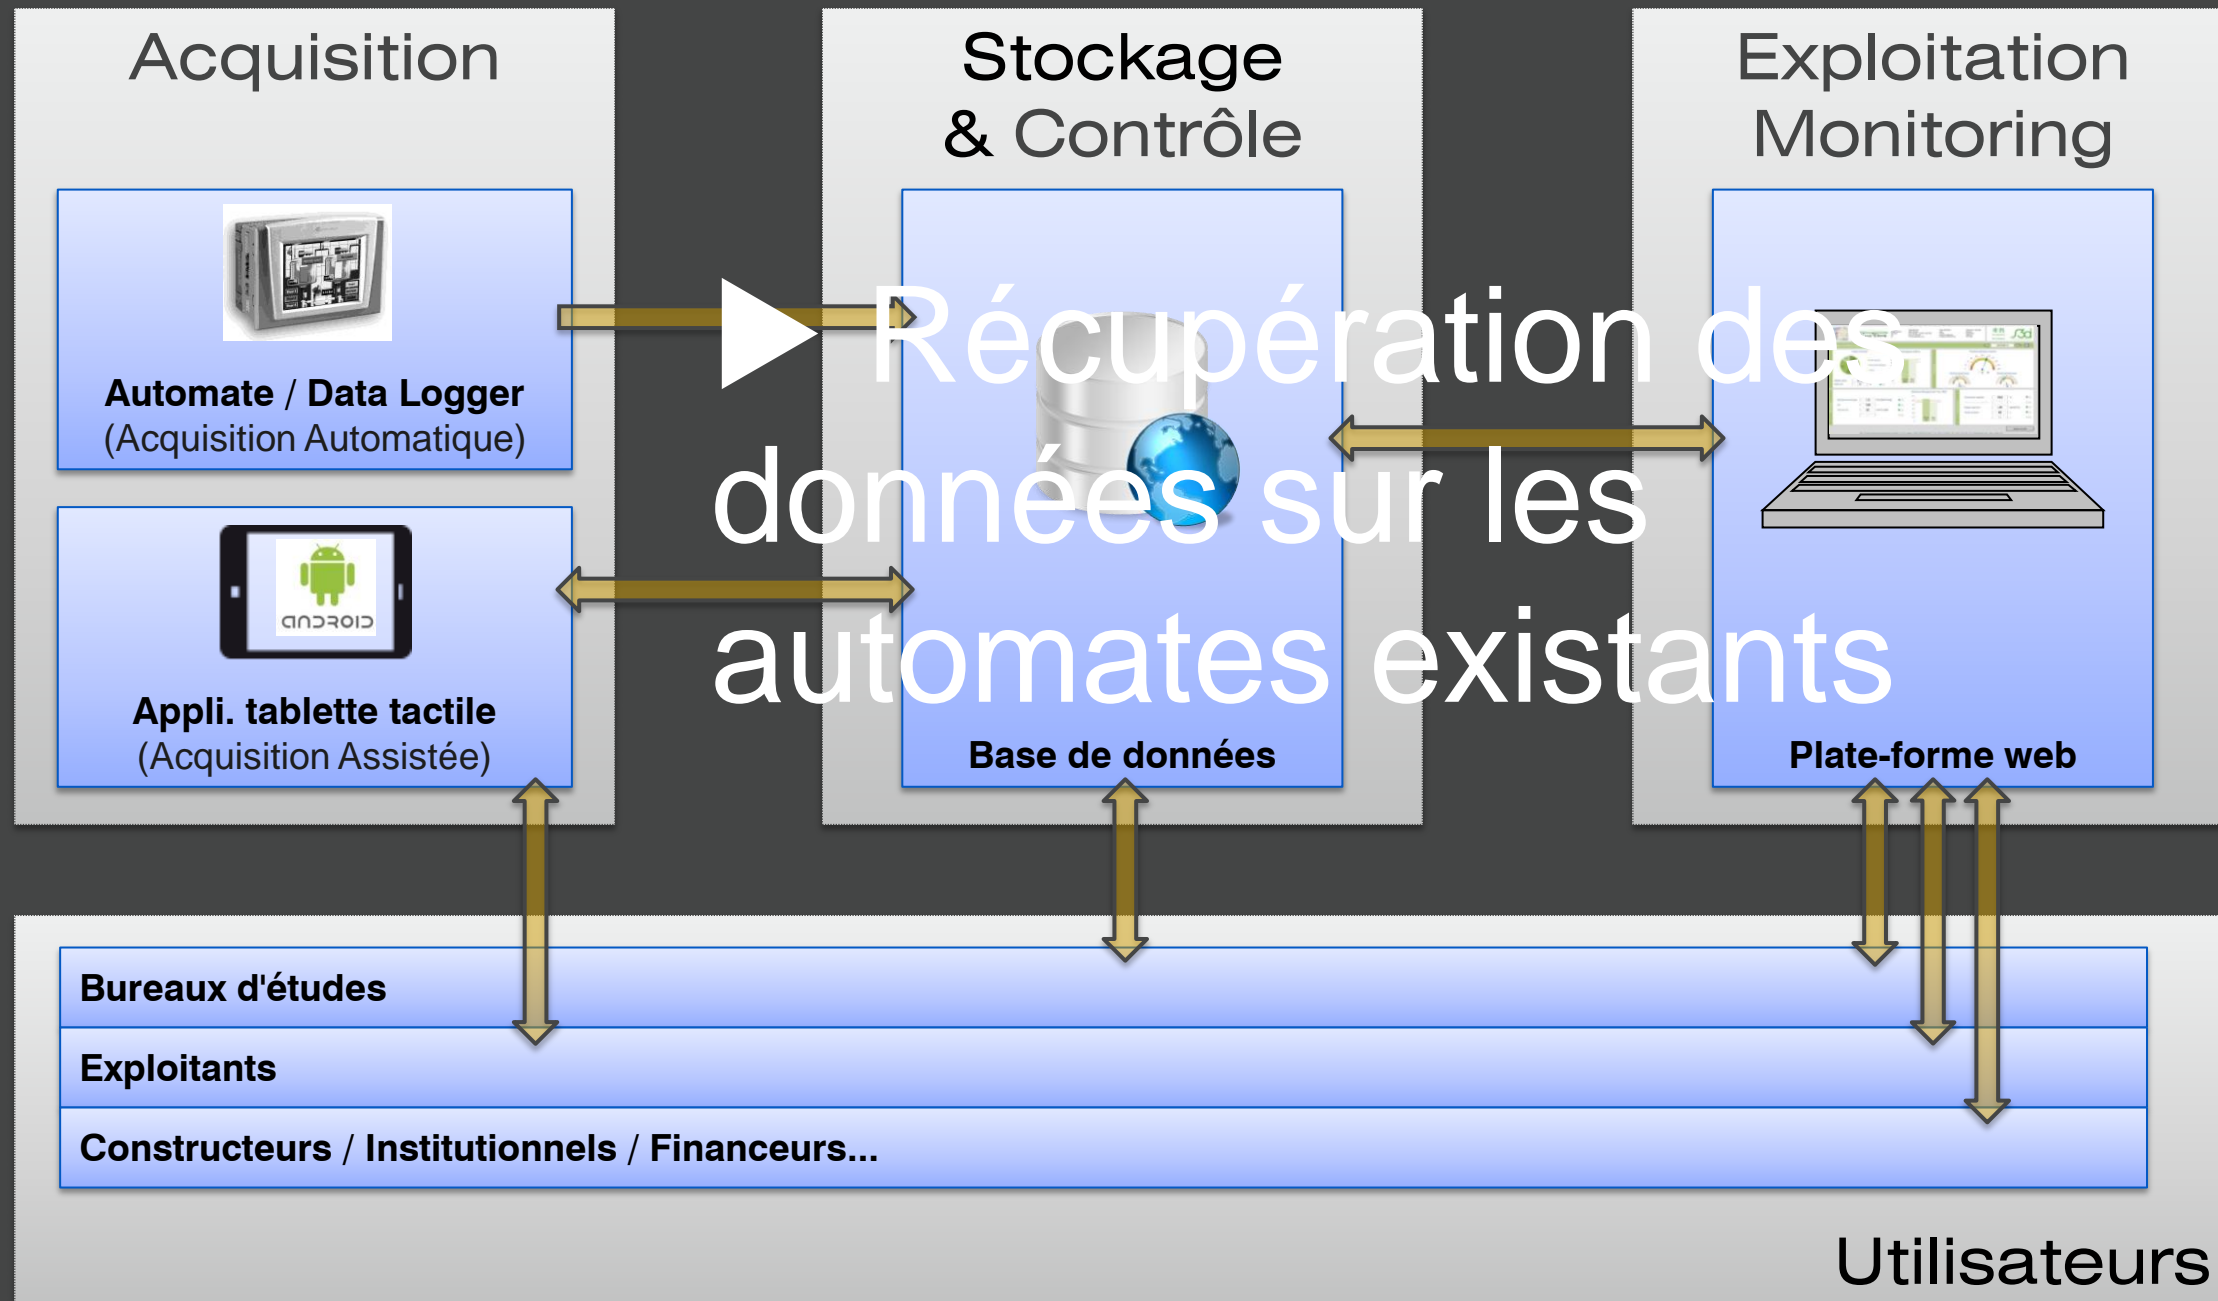 Acquisition
Automate / Data Logger
(Acquisition Automatique)
ANDROID
Appli. tablette tactile
(Acquisition Assistée)
Stockage
& Contrôle
Base de données
Exploitation
Monitoring
Plate-forme web
▶ Récupération des
données sur les
automates existants
Bureaux d'études
Exploitants
Constructeurs / Institutionnels / Financeurs...
Utilisateurs